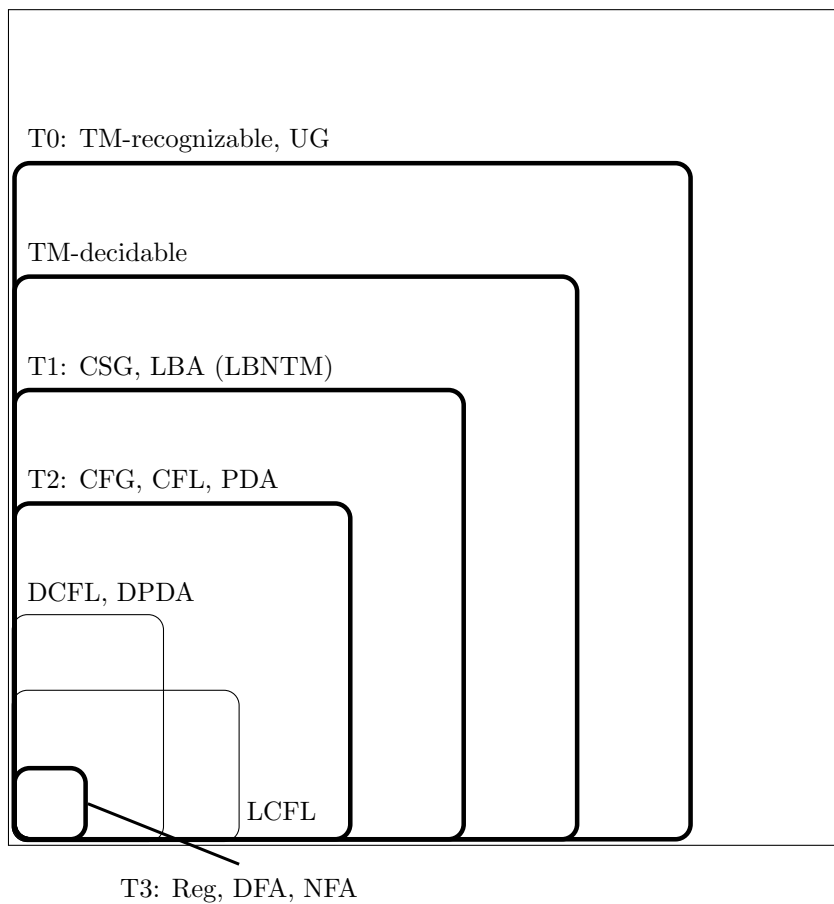 T0: TM-recognizable, UG
TM-decidable
T1: CSG, LBA (LBNTM)
T2: CFG, CFL, PDA
DCFL, DPDA
LCFL
T3: Reg, DFA, NFA